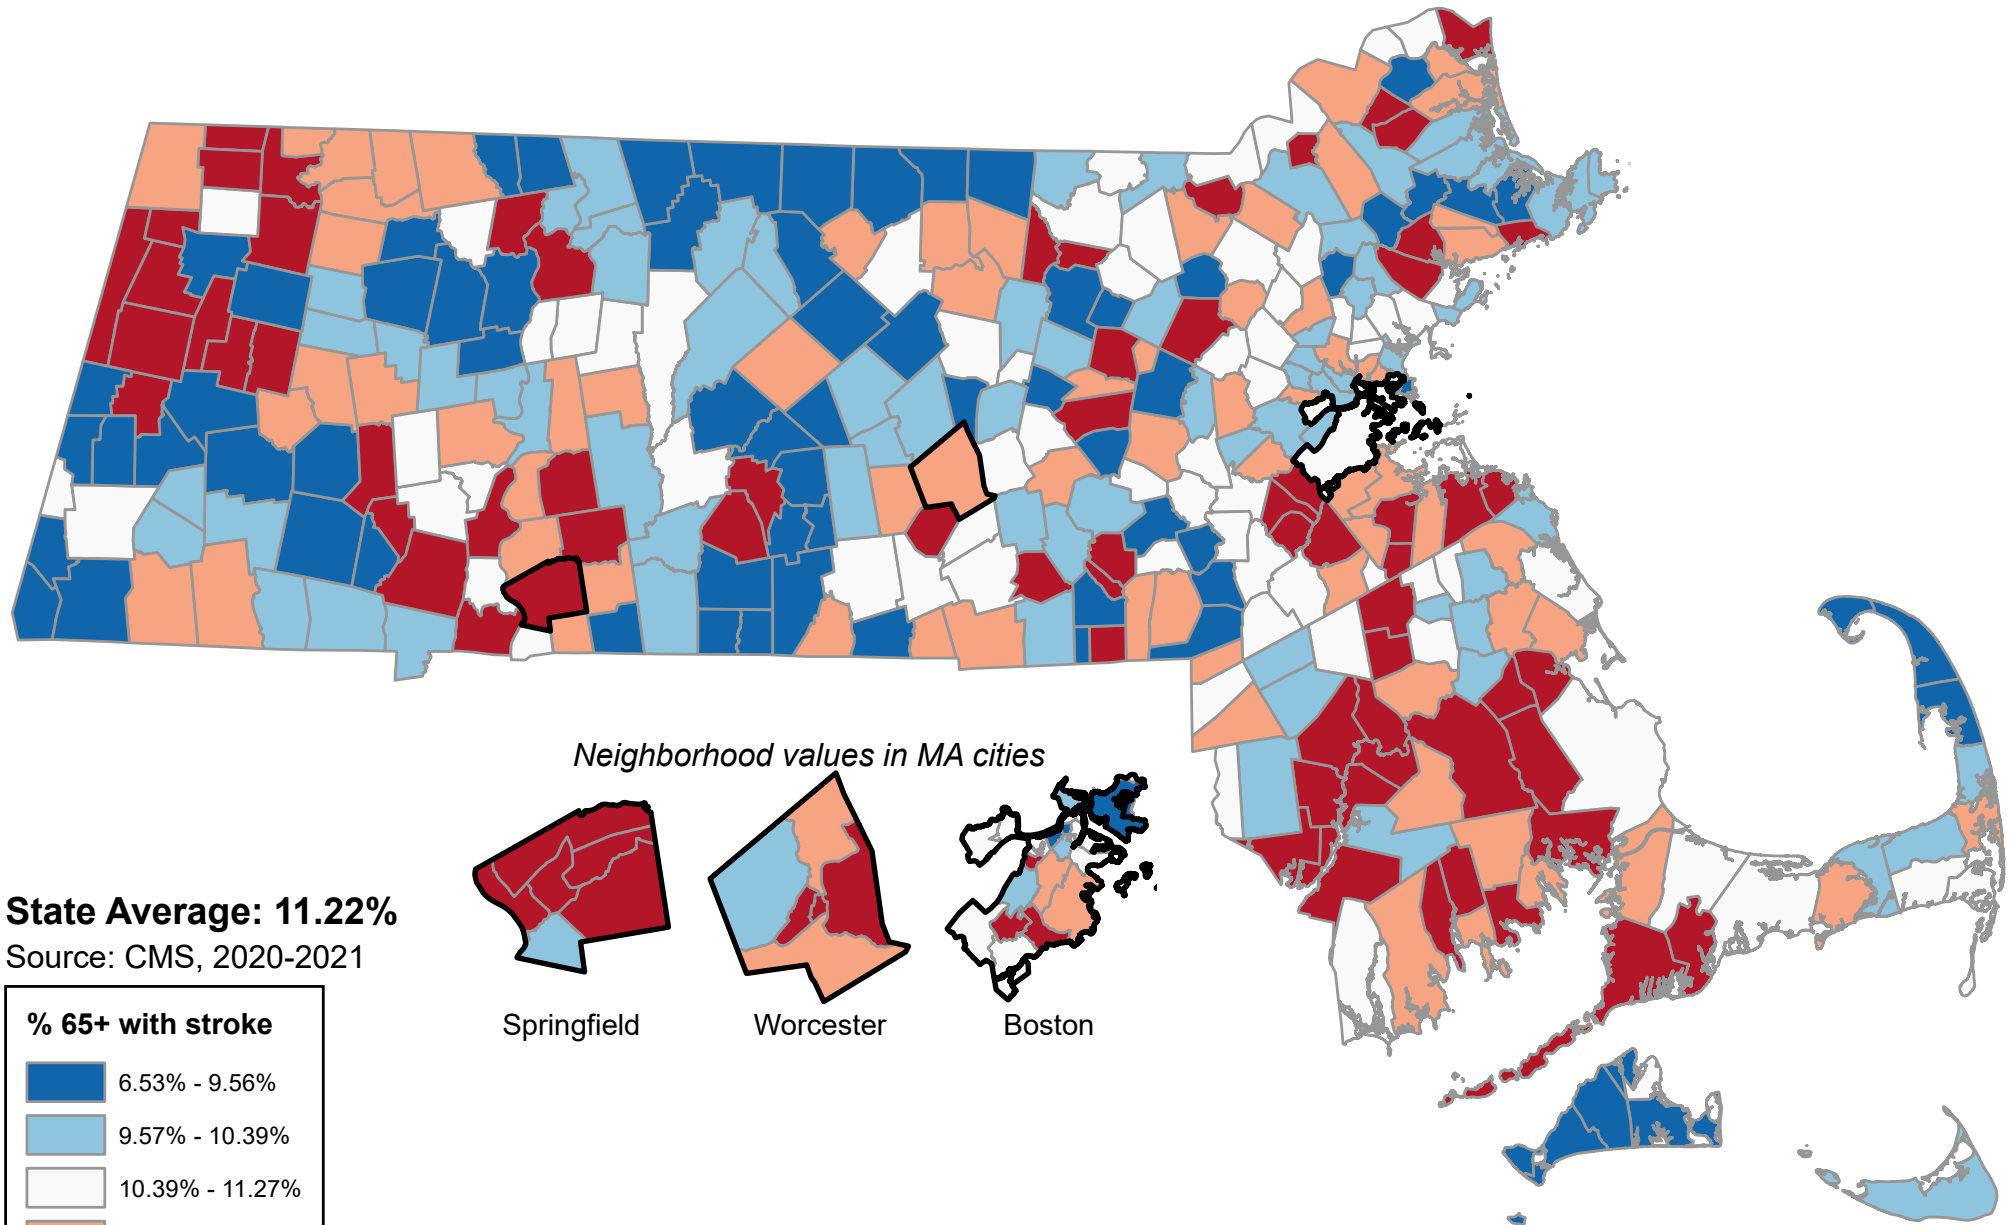 Neighborhood values in MA cities
Springfield
Worcester
Boston
State Average: 11.22%
Source: CMS, 2020-2021
% 65+ with stroke
6.53% - 9.56%
9.57% - 10.39%
10.39% - 11.27%